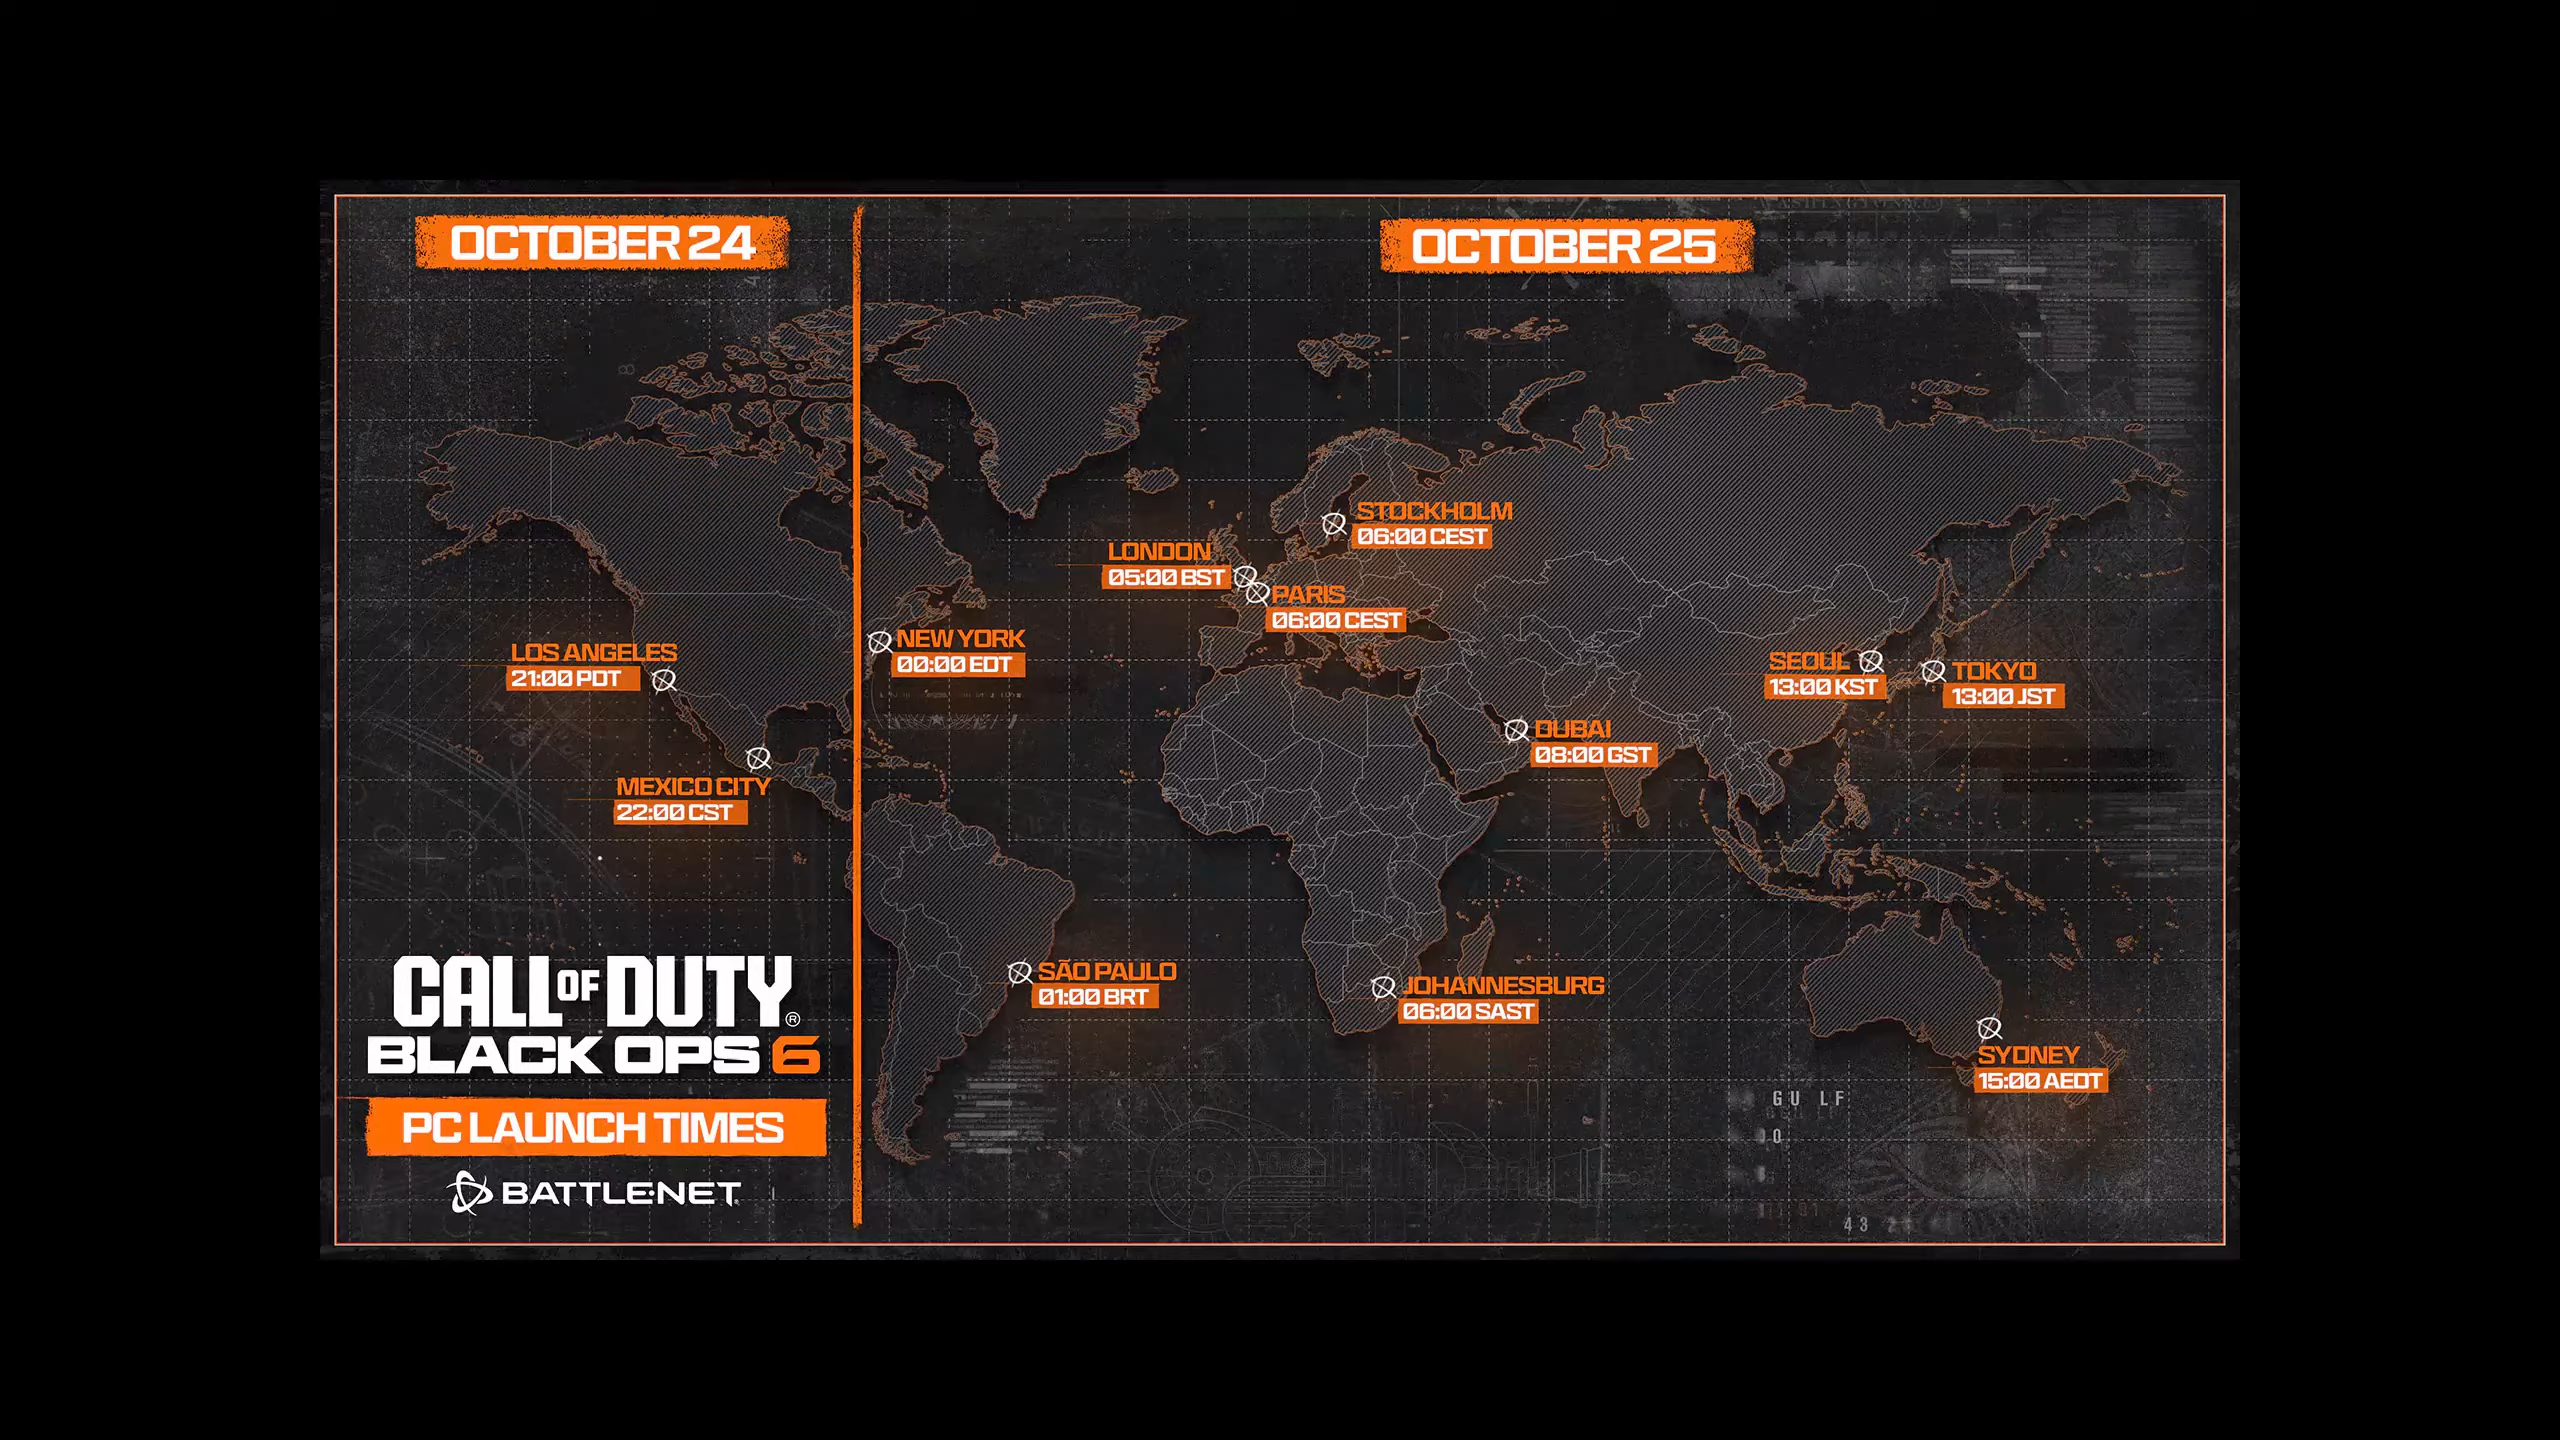 OCTOBER 24
OCTOBER 25
STOCKHOLM
06:00 CEST
LONDON
05:00 BST
PARIS
06:00 CEST
NEW YORK
00:00 EDT
LOS ANGELES
21:00 PDT
SEOUL
13:00 KST
TOKYO
13:00 JST
DUBAI
08:00 GST
MEXICO CITY
22:00 CST
SÃO PAULO
01:00 BRT
JOHANNESBURG
06:00 SAST
SYDNEY
15:00 AEDT
CALL OF DUTY®
BLACK OPS 6
PC LAUNCH TIMES
BATTLE.NET
GU LF
43